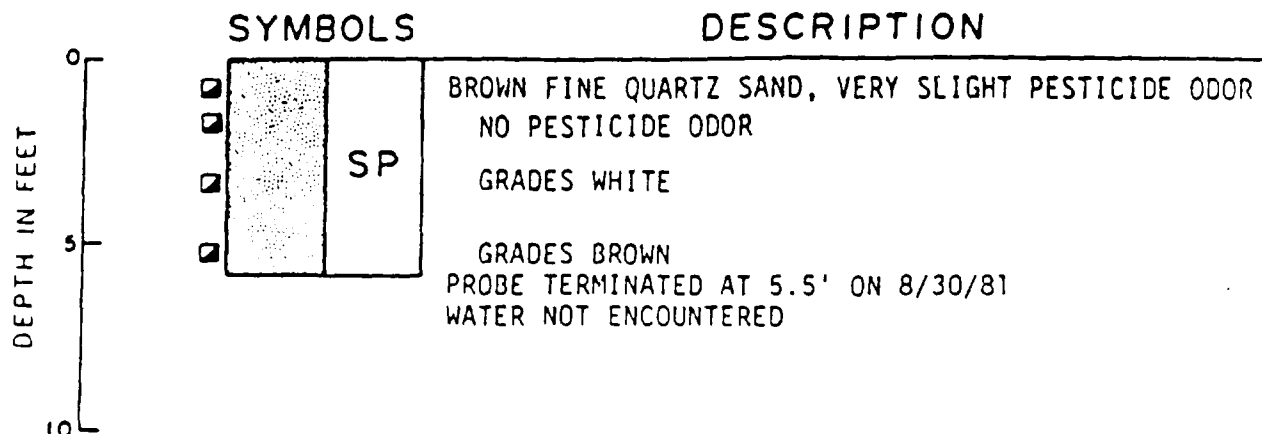 SYMBOLS DESCRIPTION
0
BROWN FINE QUARTZ SAND, VERY SLIGHT PESTICIDE ODOR
NO PESTICIDE ODOR
SP
GRADES WHITE
DEPTH IN FEET
5
GRADES BROWN
PROBE TERMINATED AT 5.5' ON 8/30/81
WATER NOT ENCOUNTERED
10